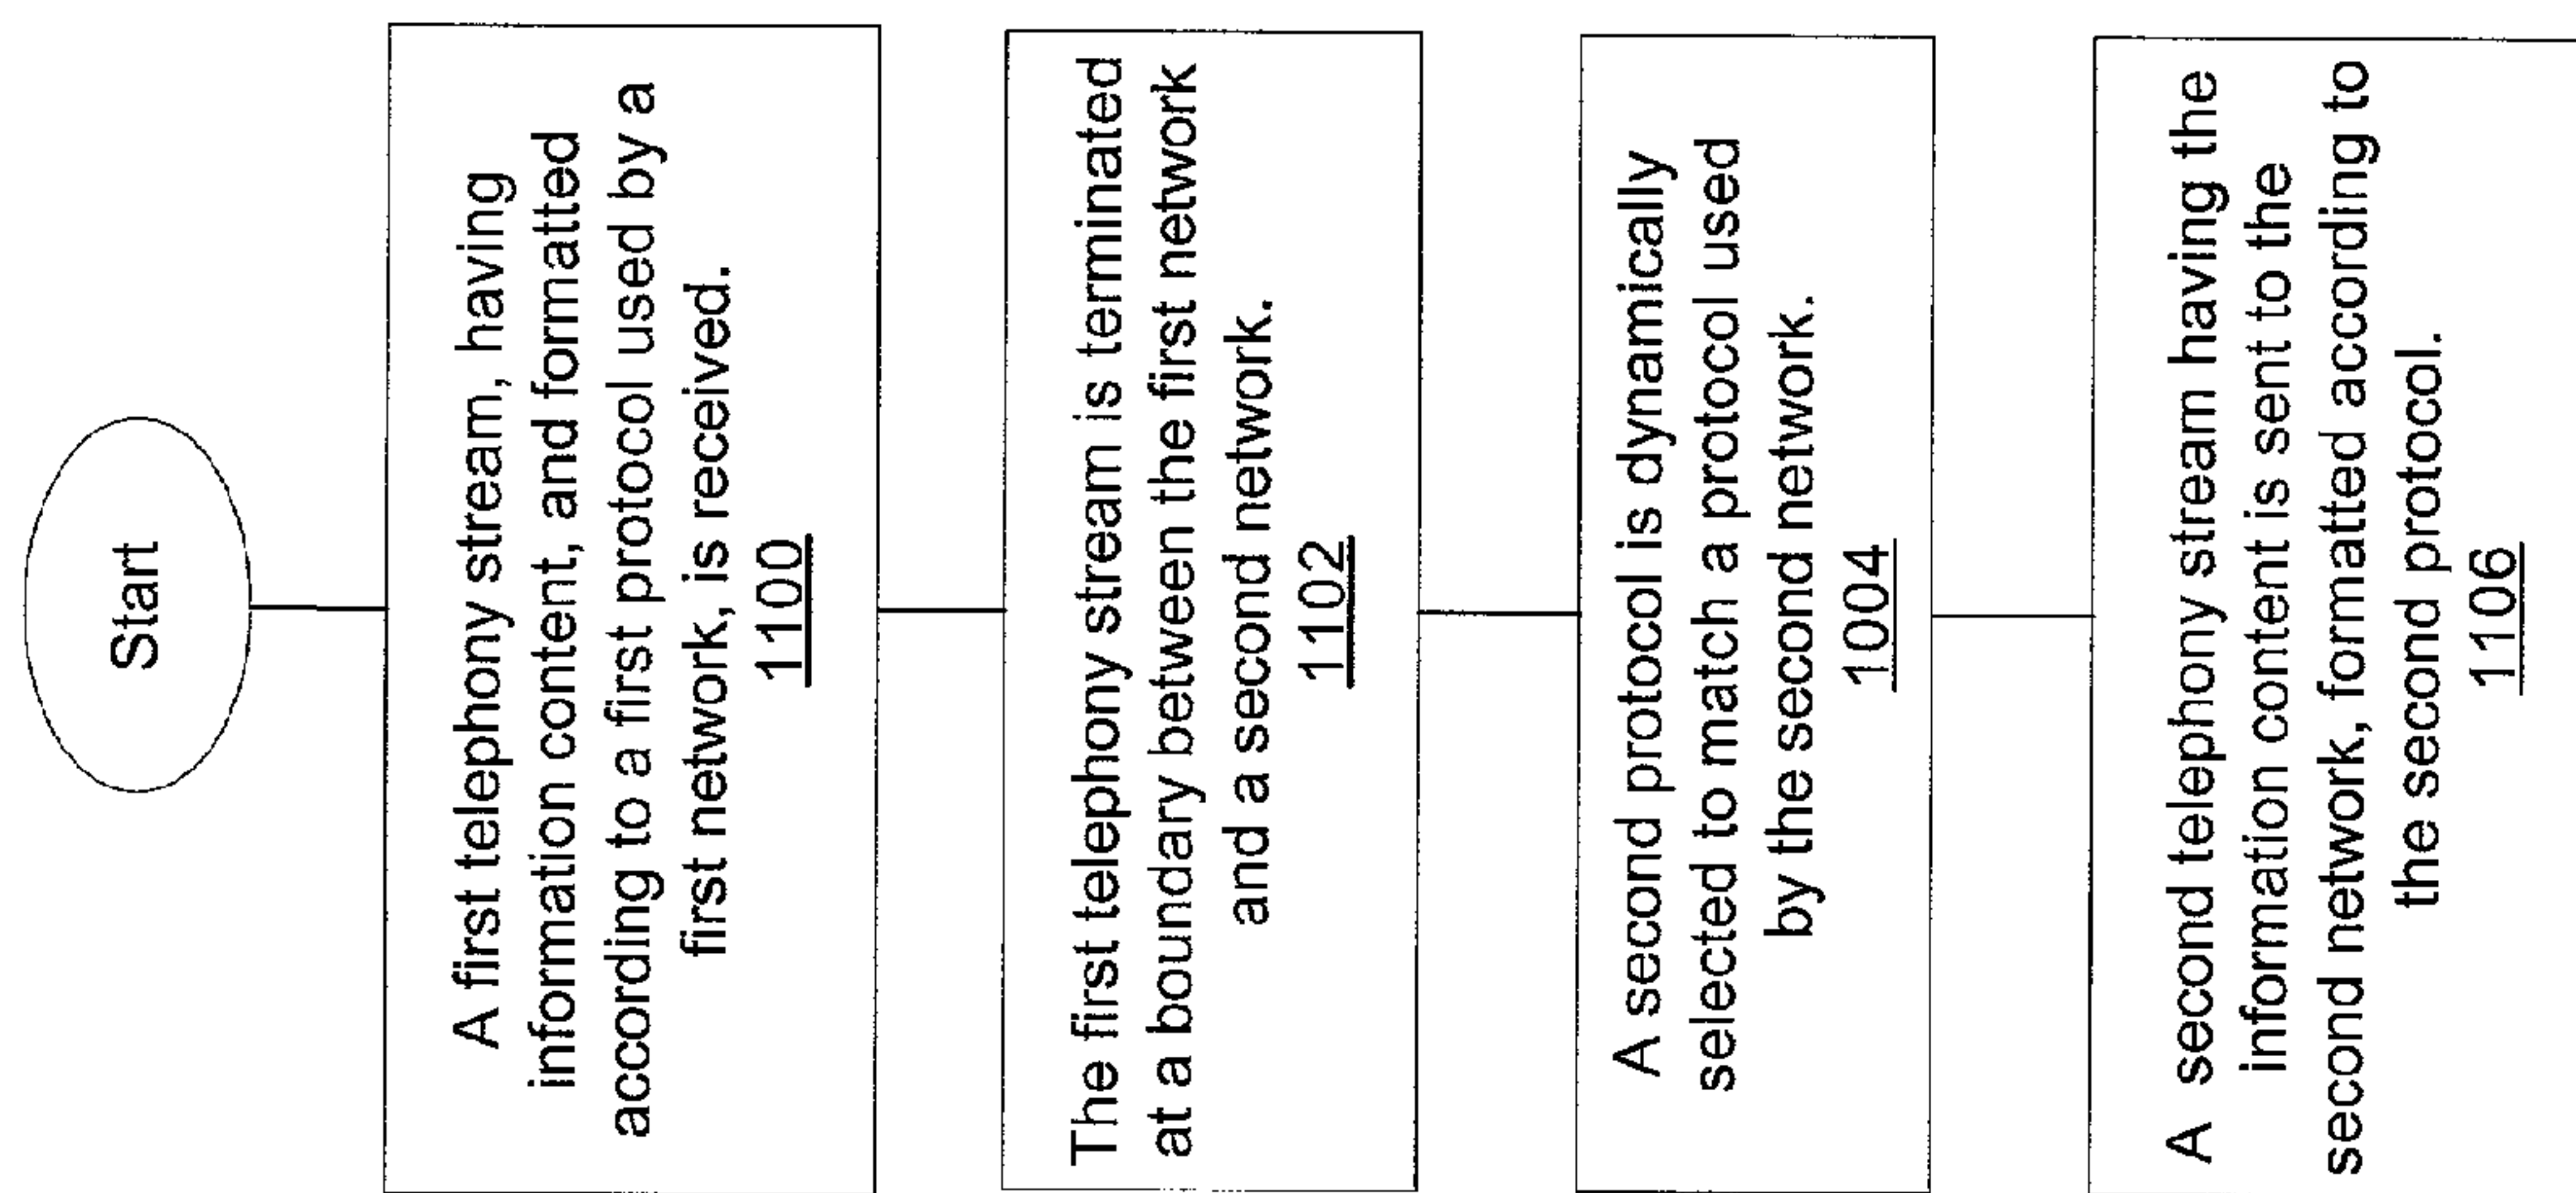 Start
A first telephony stream, having
information content, and formatted
according to a first protocol used by a
first network, is received.
1100
The first telephony stream is terminated
at a boundary between the first network
and a second network.
1102
A second protocol is dynamically
selected to match a protocol used
by the second network.
1004
A second telephony stream having the
information content is sent to the
second network, formatted according to
the second protocol.
1106